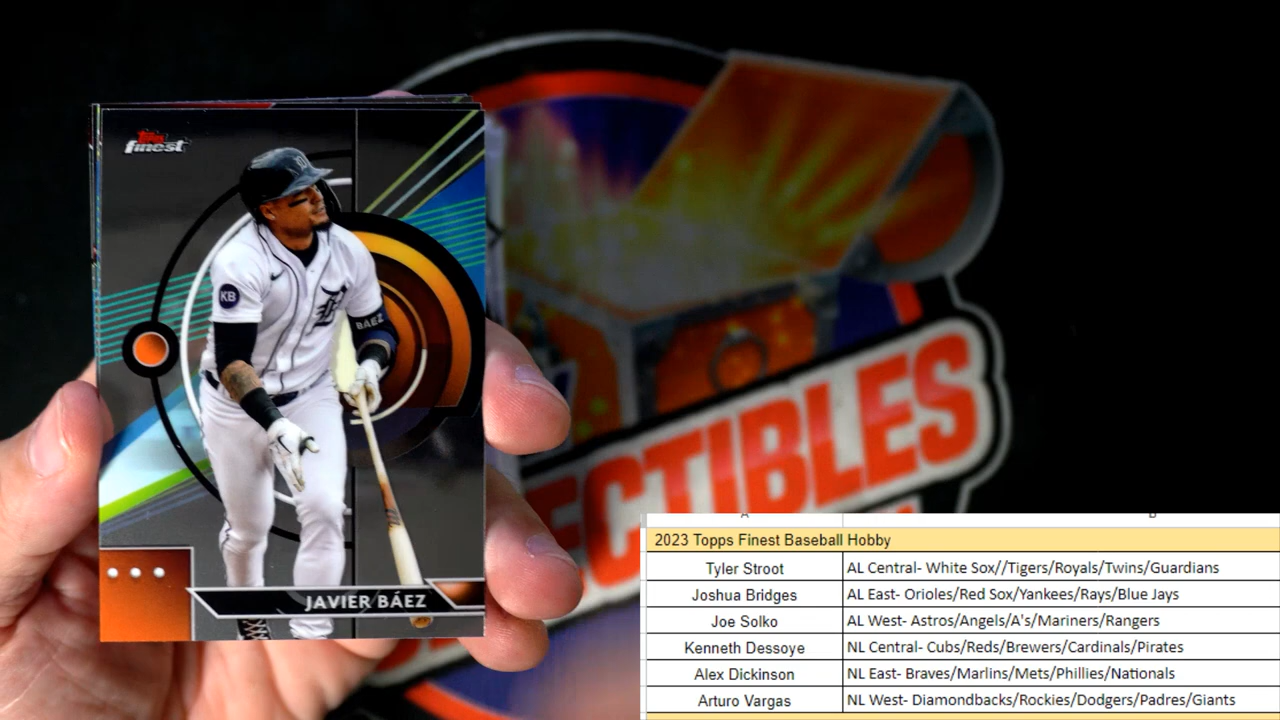 Topps
finest
KB
BÁEZ
JAVIER BÁEZ
ECTIBLES
2023 Topps Finest Baseball Hobby
Tyler Stroot AL Central- White Sox//Tigers/Royals/Twins/Guardians
Joshua Bridges AL East- Orioles/Red Sox/Yankees/Rays/Blue Jays
Joe Solko AL West- Astros/Angels/A's/Mariners/Rangers
Kenneth Dessoye NL Central- Cubs/Reds/Brewers/Cardinals/Pirates
Alex Dickinson NL East- Braves/Marlins/Mets/Phillies/Nationals
Arturo Vargas NL West- Diamondbacks/Rockies/Dodgers/Padres/Giants